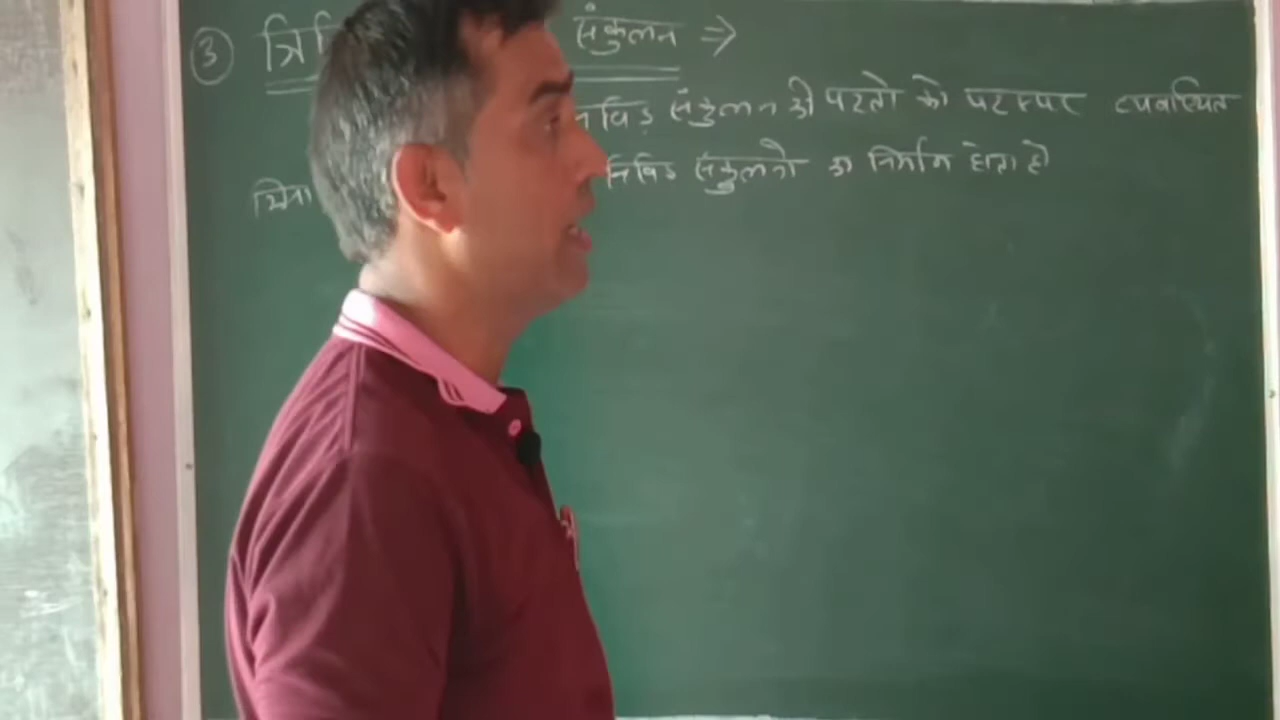 ③ त्रि संकुलन ⇒
निविड़ संकुलन की परतो को परस्पर व्यवस्थित
निविड संकुलनो का निर्माण होता है